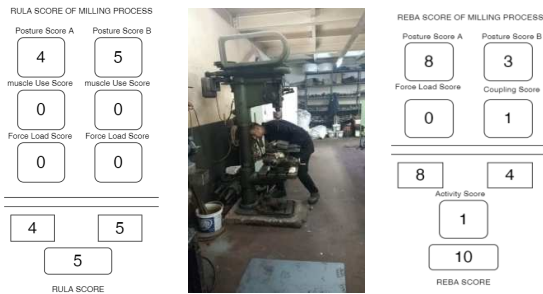 RULA SCORE OF MILLING PROCESS
Posture Score A Posture Score B
4 5
muscle Use Score muscle Use Score
0 0
Force Load Score Force Load Score
0 0
4 5
5
RULA SCORE
REBA SCORE OF MILLING PROCESS
Posture Score A Posture Score B
8 3
Force Load Score Coupling Score
0 1
8 4
Activity Score
1
10
REBA SCORE